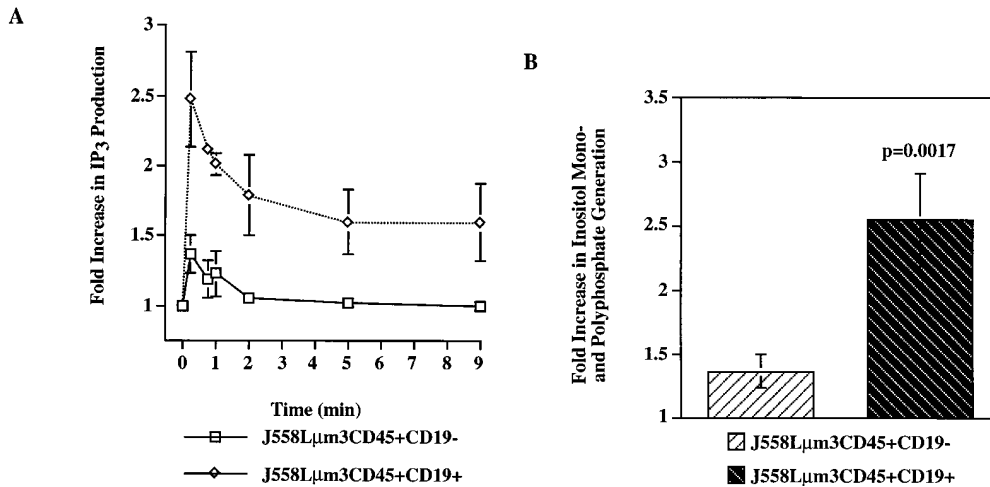 A
Fold Increase in IP3 Production
3
2.5
2
1.5
1
0 1 2 3 4 5 6 7 8 9
Time (min)
J558Lμm3CD45+CD19-
J558Lμm3CD45+CD19+
B
Fold Increase in Inositol Mono-
and Polyphosphate Generation
3.5
3
2.5
2
1.5
1
p=0.0017
J558Lμm3CD45+CD19-
J558Lμm3CD45+CD19+